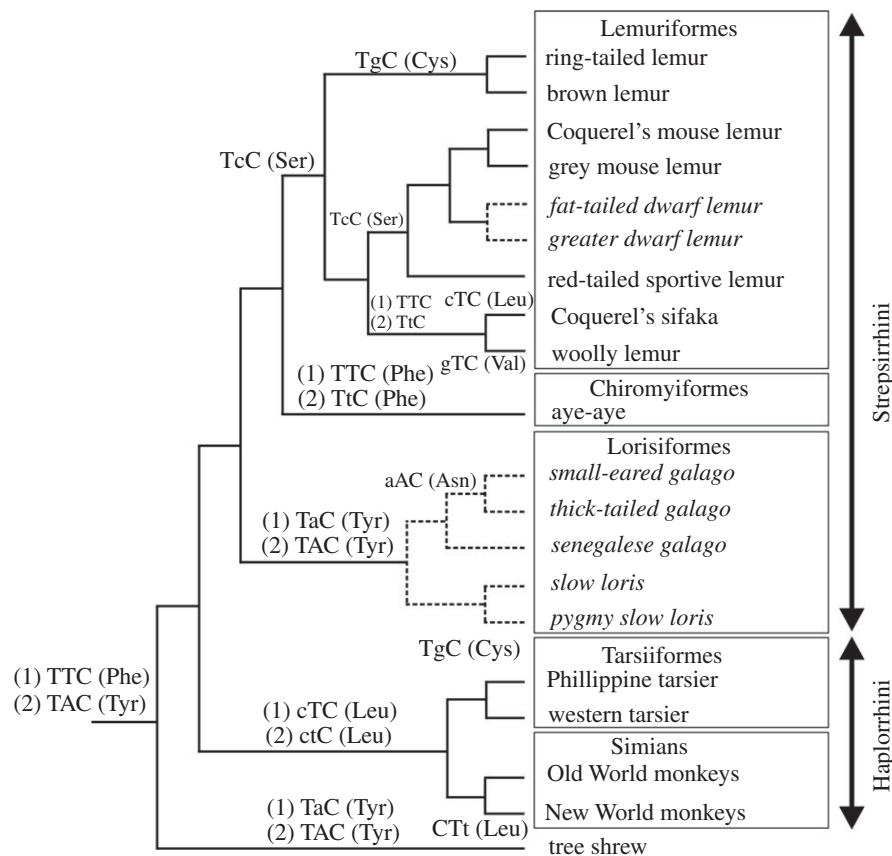 Lemuriformes
ring-tailed lemur
brown lemur
Coquerel's mouse lemur
grey mouse lemur
fat-tailed dwarf lemur
greater dwarf lemur
red-tailed sportive lemur
Coquerel's sifaka
woolly lemur
Chiromyiformes
aye-aye
Lorisiformes
small-eared galago
thick-tailed galago
senegalese galago
slow loris
pygmy slow loris
Tarsiiformes
Phillippine tarsier
western tarsier
Simians
Old World monkeys
New World monkeys
tree shrew
Strepsirrhini
Haplorrhini
TgC (Cys)
TcC (Ser)
TcC (Ser)
(1) TTC
(2) TtC
cTC (Leu)
gTC (Val)
(1) TTC (Phe)
(2) TtC (Phe)
aAC (Asn)
(1) TaC (Tyr)
(2) TAC (Tyr)
TgC (Cys)
(1) TTC (Phe)
(2) TAC (Tyr)
(1) cTC (Leu)
(2) ctC (Leu)
CTt (Leu)
(1) TaC (Tyr)
(2) TAC (Tyr)